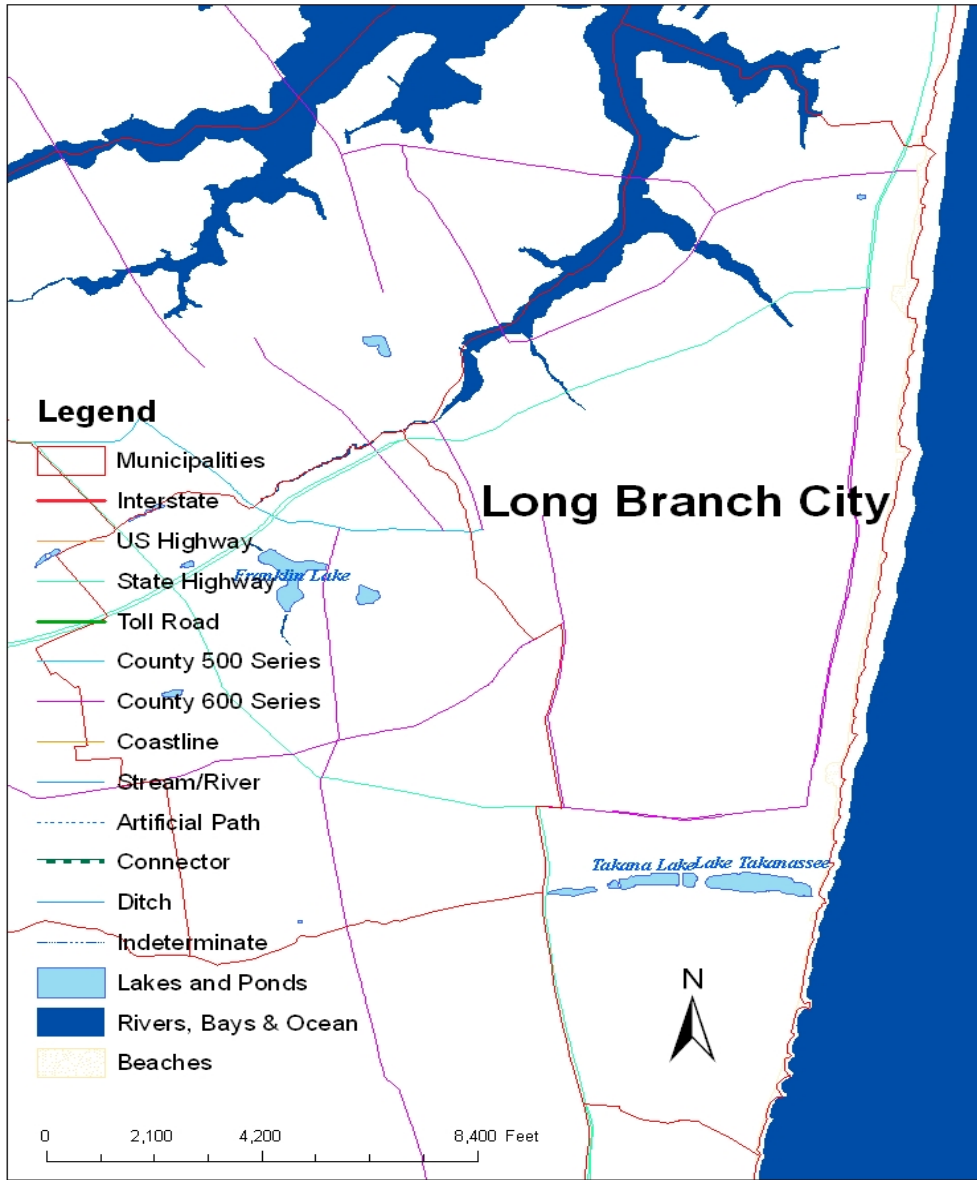 Legend
Municipalities
Interstate
US Highway
State Highway
Toll Road
County 500 Series
County 600 Series
Coastline
Stream/River
Artificial Path
Connector
Ditch
Indeterminate
Lakes and Ponds
Rivers, Bays & Ocean
Beaches
Long Branch City
Franklin Lake
Takana Lake
Lake Takanassee
N
0 2,100 4,200 8,400 Feet